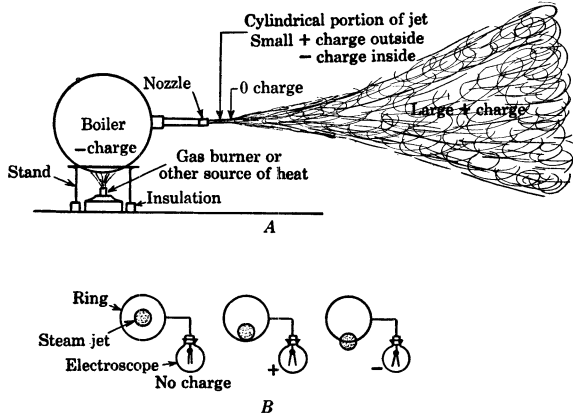 Cylindrical portion of jet
Small + charge outside
− charge inside
Nozzle
0 charge
Boiler
−charge
Large + charge
Stand
Gas burner or
other source of heat
Insulation
A
Ring
Steam jet
Electroscope
No charge
+
−
B